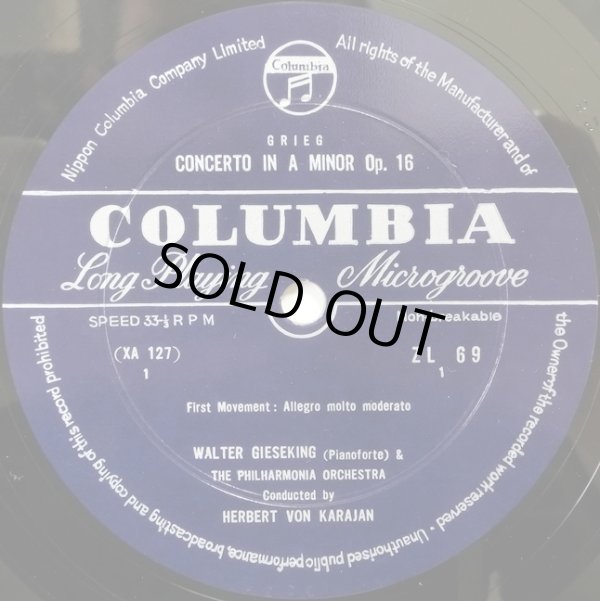 Nippon Columbia Company Limited
Columbia
All rights of the Manufacturer and of
the Owner of the recorded work reserved · Unauthorised public performance, broadcasting and copying of this record prohibited
GRIEG
CONCERTO IN A MINOR Op. 16
COLUMBIA
Long Playing Microgroove
SOLD OUT
SPEED 33⅓ RPM Nonbreakable
(XA 127) ZL 69
1 1
First Movement: Allegro molto moderato
WALTER GIESEKING (Pianoforte) &
THE PHILHARMONIA ORCHESTRA
Conducted by
HERBERT VON KARAJAN